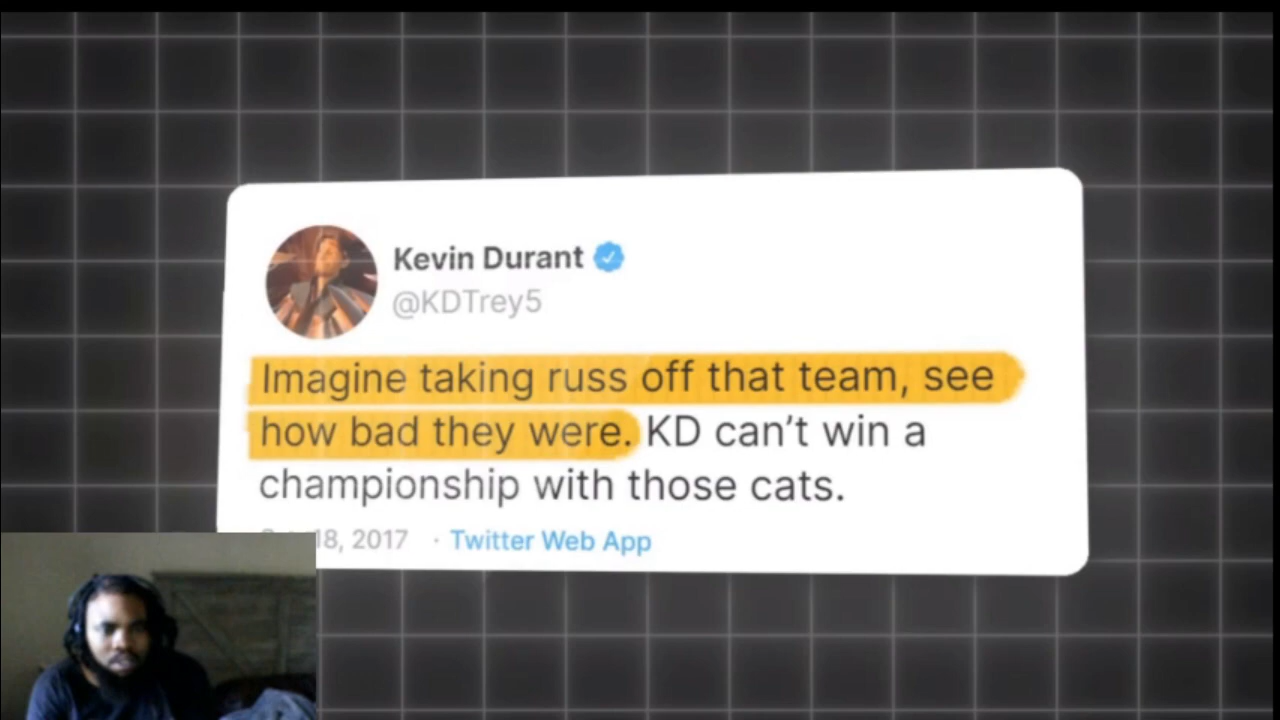 Kevin Durant
@KDTrey5
Imagine taking russ off that team, see
how bad they were. KD can't win a
championship with those cats.
18, 2017 · Twitter Web App